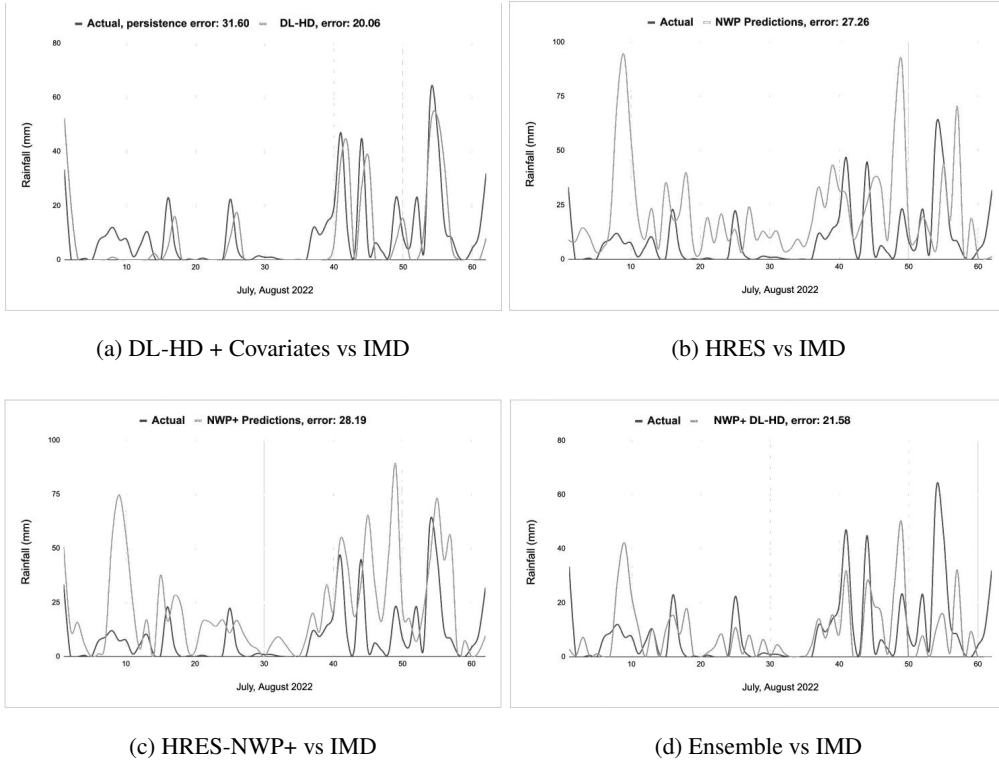 Actual, persistence error: 31.60 DL-HD, error: 20.06
80
60
40
20
0
Rainfall (mm)
10 20 30 40 50 60
July, August 2022
(a) DL-HD + Covariates vs IMD
Actual NWP Predictions, error: 27.26
100
75
50
25
0
Rainfall (mm)
10 20 30 40 50 60
July, August 2022
(b) HRES vs IMD
Actual NWP+ Predictions, error: 28.19
100
75
50
25
0
Rainfall (mm)
10 20 30 40 50 60
July, August 2022
(c) HRES-NWP+ vs IMD
Actual NWP+ DL-HD, error: 21.58
80
60
40
20
0
Rainfall (mm)
10 20 30 40 50 60
July, August 2022
(d) Ensemble vs IMD